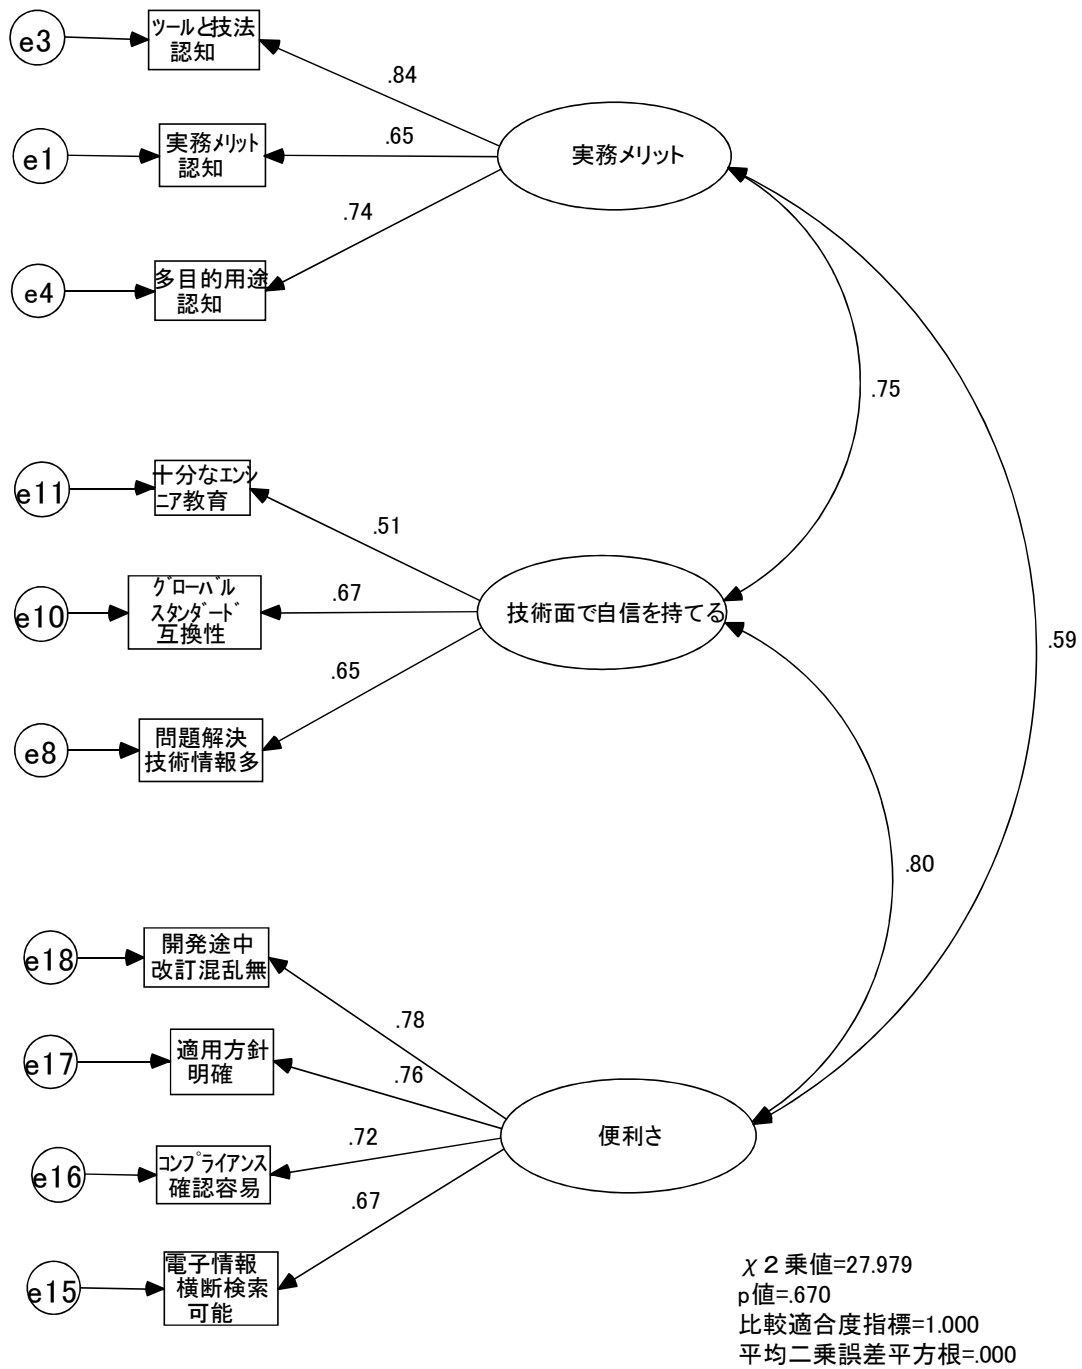 e3
ツールと技法
認知
.84
e1
実務メリット
認知
.65
実務メリット
e4
多目的用途
認知
.74
.75
e11
十分なエンジ
ニア教育
.51
e10
グローバル
スタンダード
互換性
.67
技術面で自信を持てる
.59
e8
問題解決
技術情報多
.65
.80
e18
開発途中
改訂混乱無
.78
e17
適用方針
明確
.76
便利さ
e16
コンプライアンス
確認容易
.72
e15
電子情報
横断検索
可能
.67
χ2乗値=27.979
p値=.670
比較適合度指標=1.000
平均二乗誤差平方根=.000